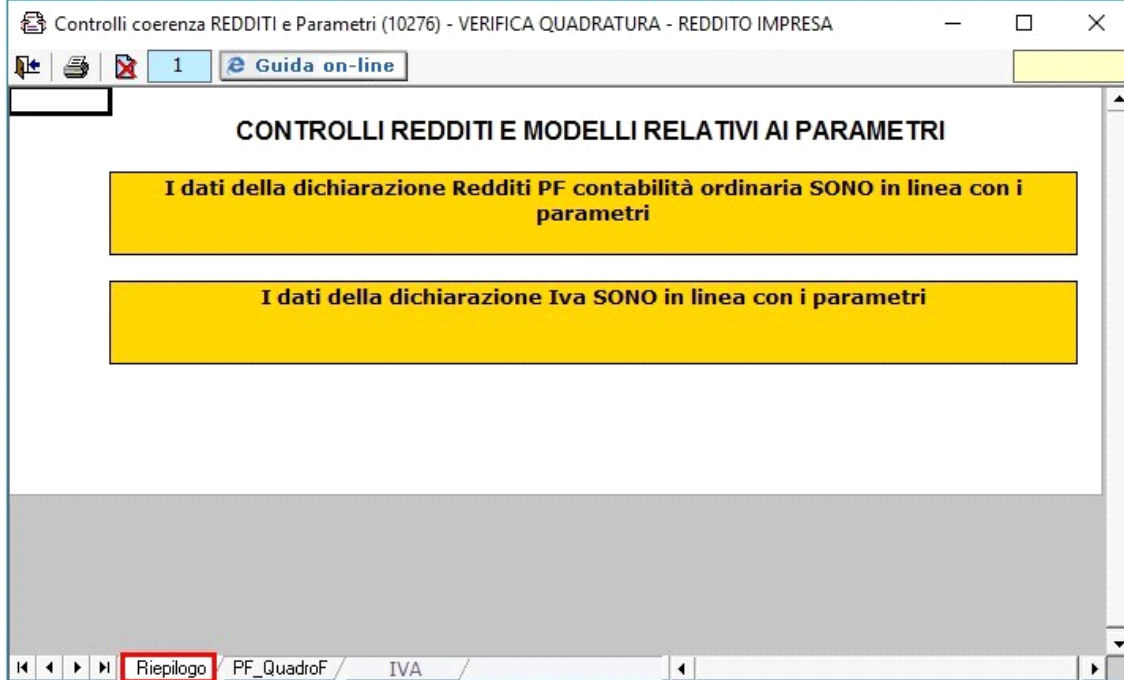 Controlli coerenza REDDITI e Parametri (10276) - VERIFICA QUADRATURA - REDDITO IMPRESA
1 Guida on-line
CONTROLLI REDDITI E MODELLI RELATIVI AI PARAMETRI
I dati della dichiarazione Redditi PF contabilità ordinaria SONO in linea con i
parametri
I dati della dichiarazione Iva SONO in linea con i parametri
Riepilogo PF_QuadroF IVA